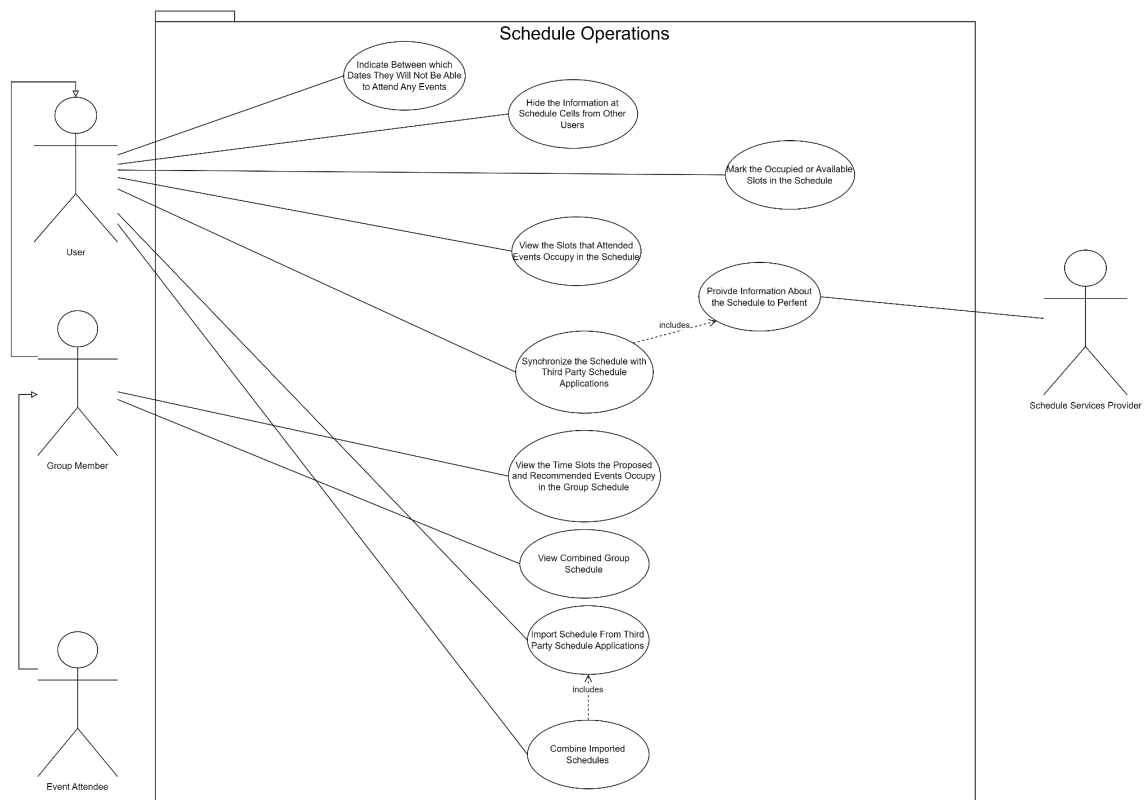 Schedule Operations
Indicate Between which
Dates They Will Not Be Able
to Attend Any Events
Hide the Information at
Schedule Cells from Other
Users
Mark the Occupied or Available
Slots in the Schedule
User
View the Slots that Attended
Events Occupy in the Schedule
Proivde Information About
the Schedule to Perfent
includes
Synchronize the Schedule with
Third Party Schedule
Applications
Schedule Services Provider
Group Member
View the Time Slots the Proposed
and Recommended Events Occupy
in the Group Schedule
View Combined Group
Schedule
Import Schedule From Third
Party Schedule Applications
includes
Combine Imported
Schedules
Event Attendee